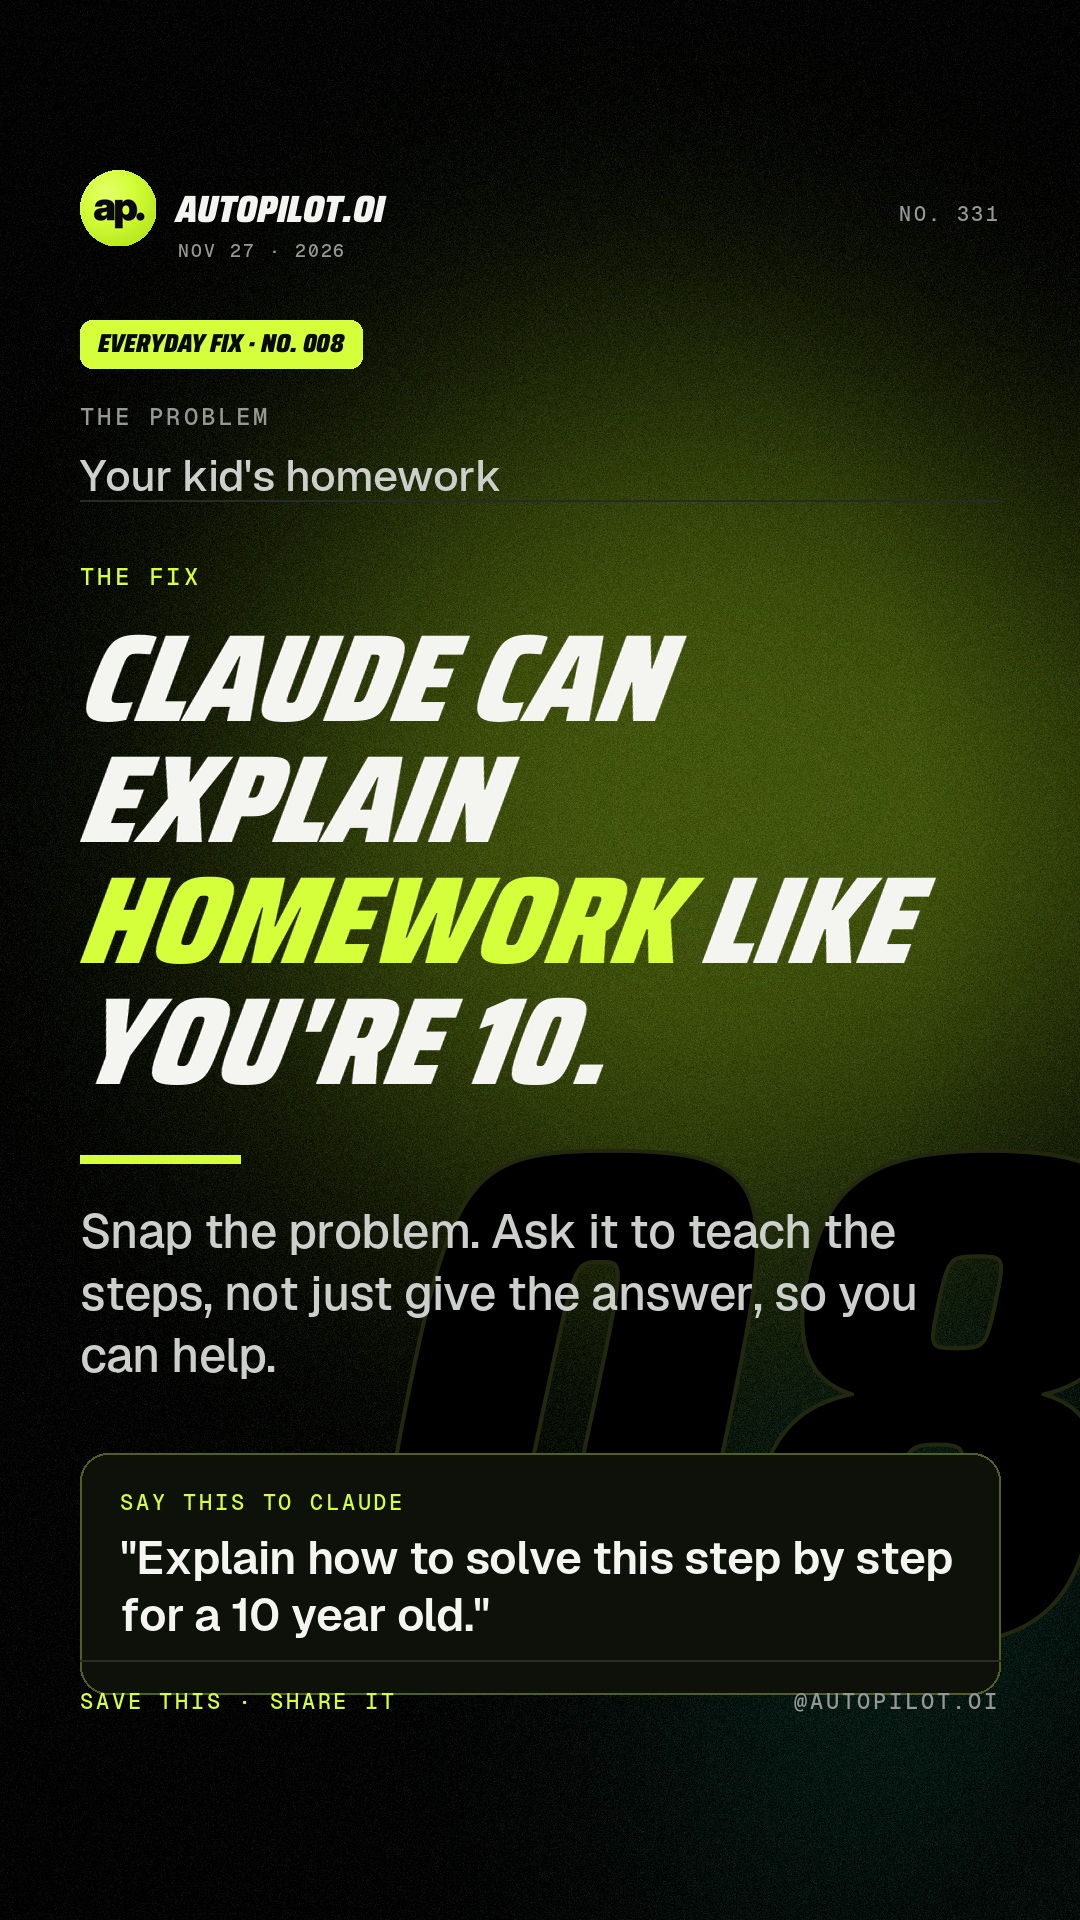 ap.
AUTOPILOT.OI
NOV 27 · 2026
NO. 331
EVERYDAY FIX · NO. 008
THE PROBLEM
Your kid's homework
THE FIX
CLAUDE CAN
EXPLAIN
HOMEWORK LIKE
YOU'RE 10.
Snap the problem. Ask it to teach the
steps, not just give the answer, so you
can help.
08
SAY THIS TO CLAUDE
"Explain how to solve this step by step
for a 10 year old."
SAVE THIS · SHARE IT
@AUTOPILOT.OI